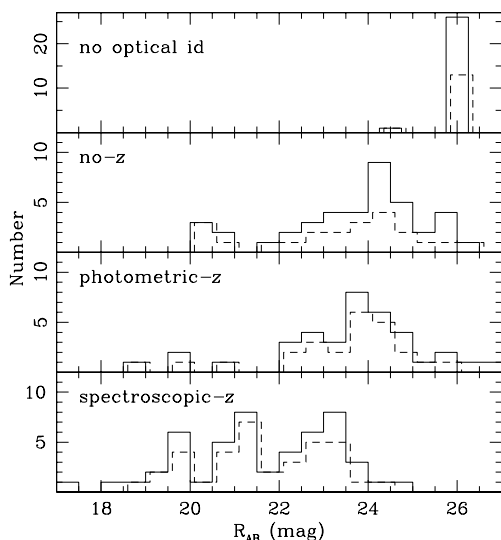 20
10
no optical id
10
5
no-z
10
5
photometric-z
10
5
spectroscopic-z
Number
18 20 22 24 26
R_AB (mag)